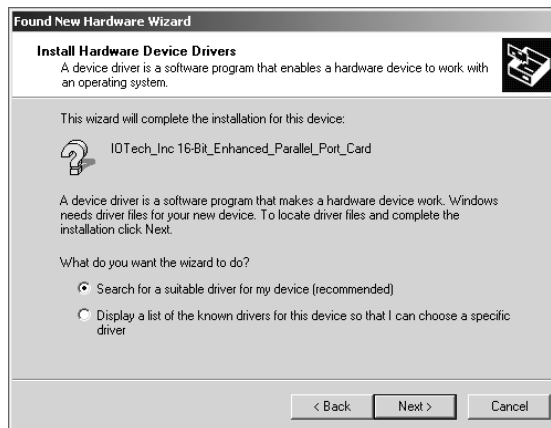 Found New Hardware Wizard
Install Hardware Device Drivers
A device driver is a software program that enables a hardware device to work with
an operating system.
This wizard will complete the installation for this device:
IOTech_Inc 16-Bit_Enhanced_Parallel_Port_Card
A device driver is a software program that makes a hardware device work. Windows
needs driver files for your new device. To locate driver files and complete the
installation click Next.
What do you want the wizard to do?
Search for a suitable driver for my device (recommended)
Display a list of the known drivers for this device so that I can choose a specific
driver
< Back Next > Cancel